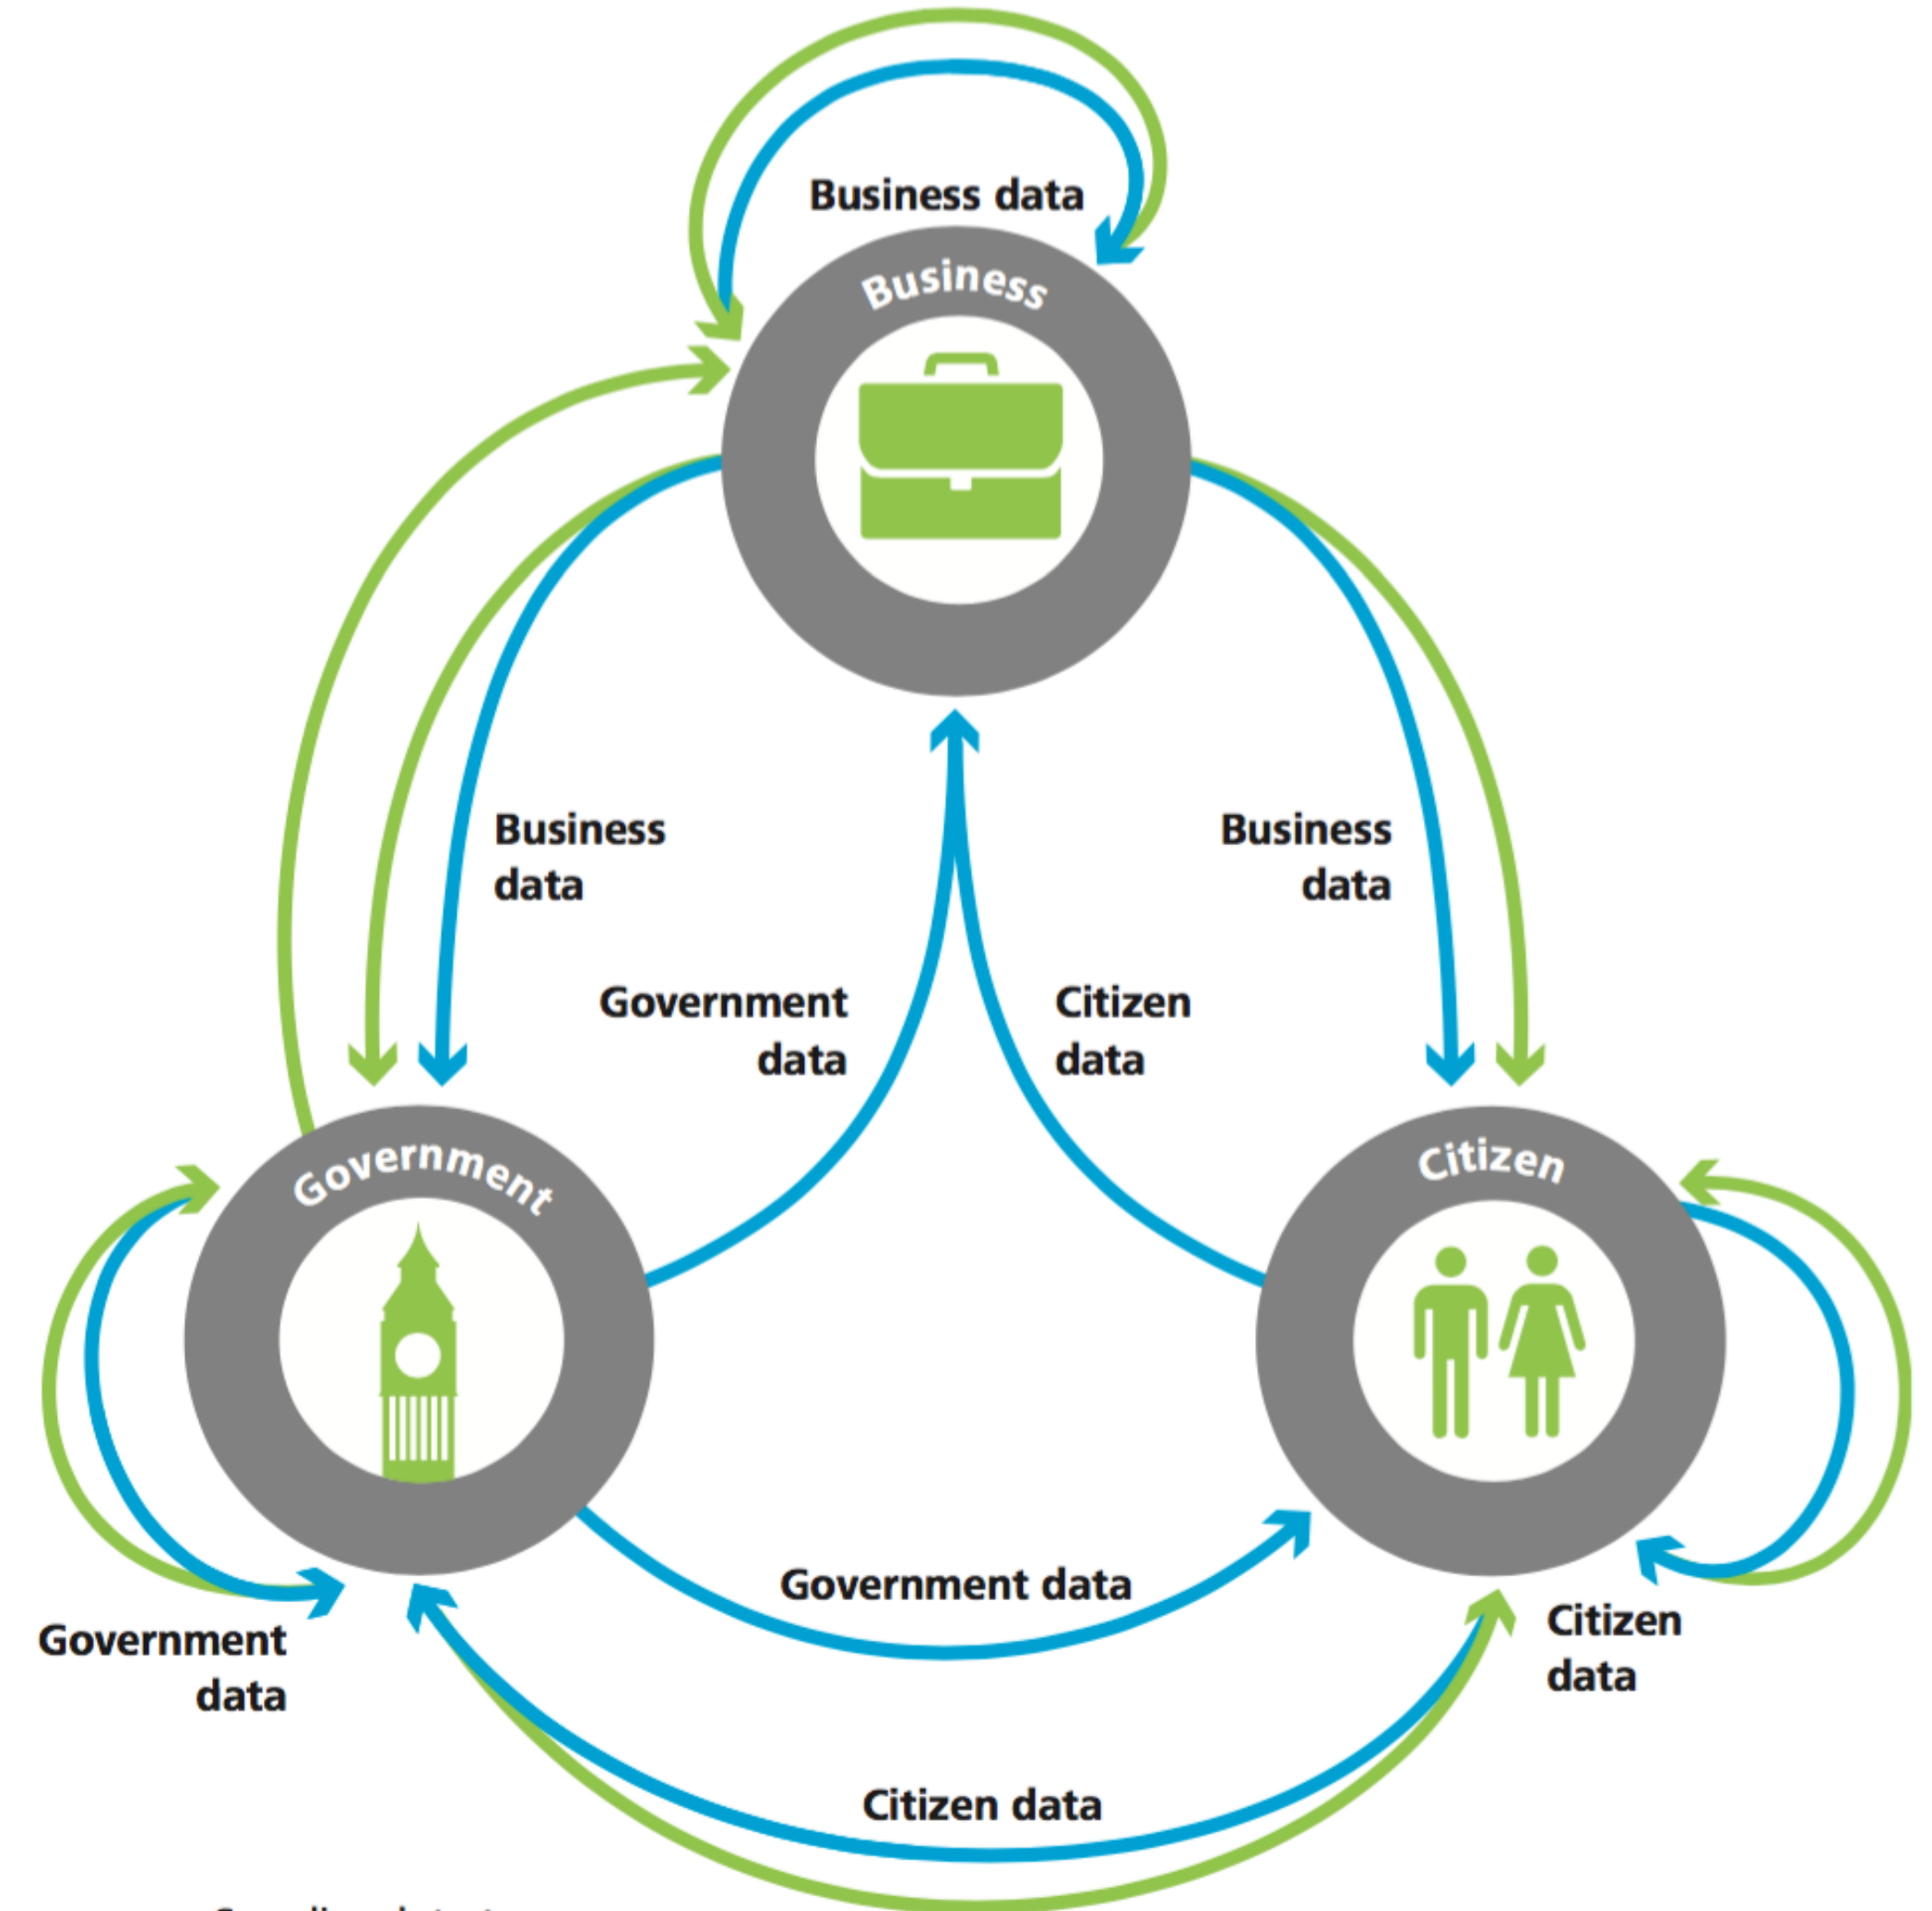 Business data
Business
Business
data
Business
data
Government
data
Citizen
data
Government
Citizen
Government data
Government
data
Citizen
data
Citizen data